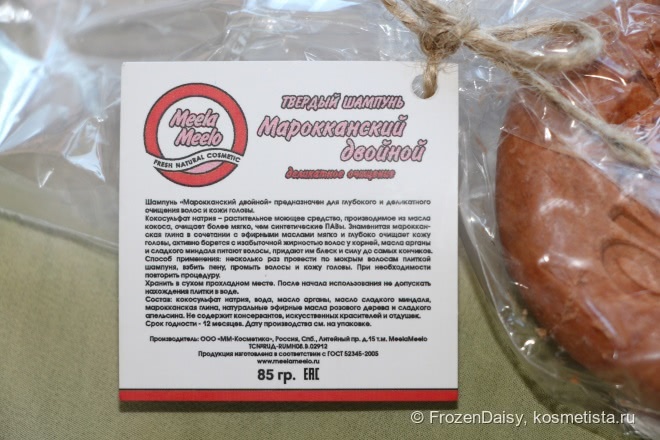 Meela
Meelo
FRESH NATURAL COSMETIC
ТВЕРДЫЙ ШАМПУНЬ
Марокканский
двойной
деликатное очищение
Шампунь «Марокканский двойной» предназначен для глубокого и деликатного
очищения волос и кожи головы.
Кокосульфат натрия – растительное моющее средство, производимое из масла
кокоса, очищает более мягко, чем синтетические ПАВы. Знаменитая марокканс-
кая глина в сочетании с эфирными маслами мягко и глубоко очищает кожу
головы, активно борется с избыточной жирностью волос у корней, масла арганы
и сладкого миндаля питают волосы, придают им блеск и силу до самых кончиков.
Способ применения: несколько раз провести по мокрым волосам плиткой
шампуня, взбить пену, промыть волосы и кожу головы. При необходимости
повторить процедуру.
Хранить в сухом прохладном месте. После начала использования не допускать
нахождения плитки в воде.
Состав: кокосульфат натрия, вода, масло арганы, масло сладкого миндаля,
марокканская глина, натуральные эфирные масла розового дерева и сладкого
апельсина. Не содержит консервантов, искусственных красителей и отдушек.
Срок годности - 12 месяцев. Дату производства см. на упаковке.
Производитель: ООО «ММ-Косметика», Россия, Спб., Литейный пр. д.15 т.м. MeelaMeelo
ТСNRUД-RUМН08.В.02912
Продукция изготовлена в соответствии с ГОСТ 52345-2005
www.meelameelo.ru
85 гр. EAC
© FrozenDaisy, kosmetista.ru